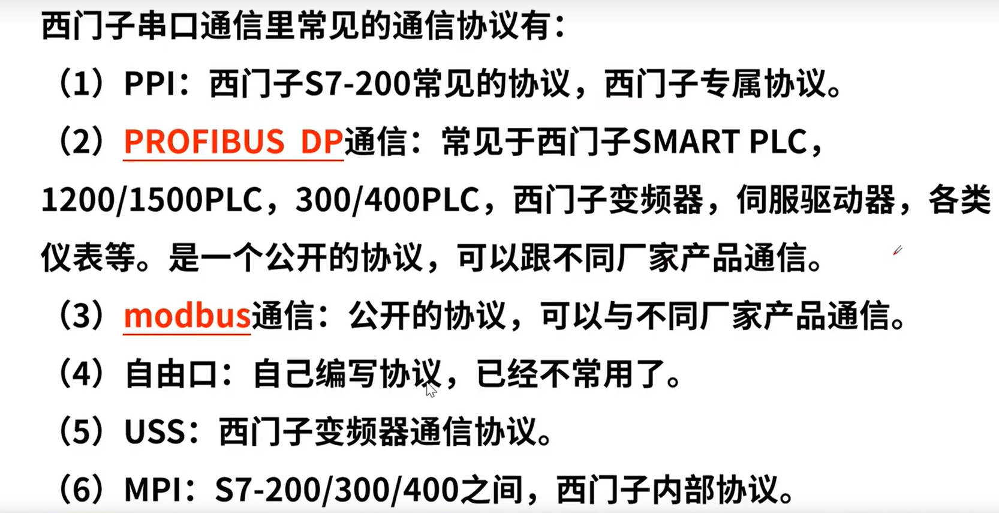 西门子串口通信里常见的通信协议有：
（1）PPI：西门子S7-200常见的协议，西门子专属协议。
（2）PROFIBUS DP通信：常见于西门子SMART PLC，
1200/1500PLC，300/400PLC，西门子变频器，伺服驱动器，各类
仪表等。是一个公开的协议，可以跟不同厂家产品通信。
（3）modbus通信：公开的协议，可以与不同厂家产品通信。
（4）自由口：自己编写协议，已经不常用了。
（5）USS：西门子变频器通信协议。
（6）MPI：S7-200/300/400之间，西门子内部协议。